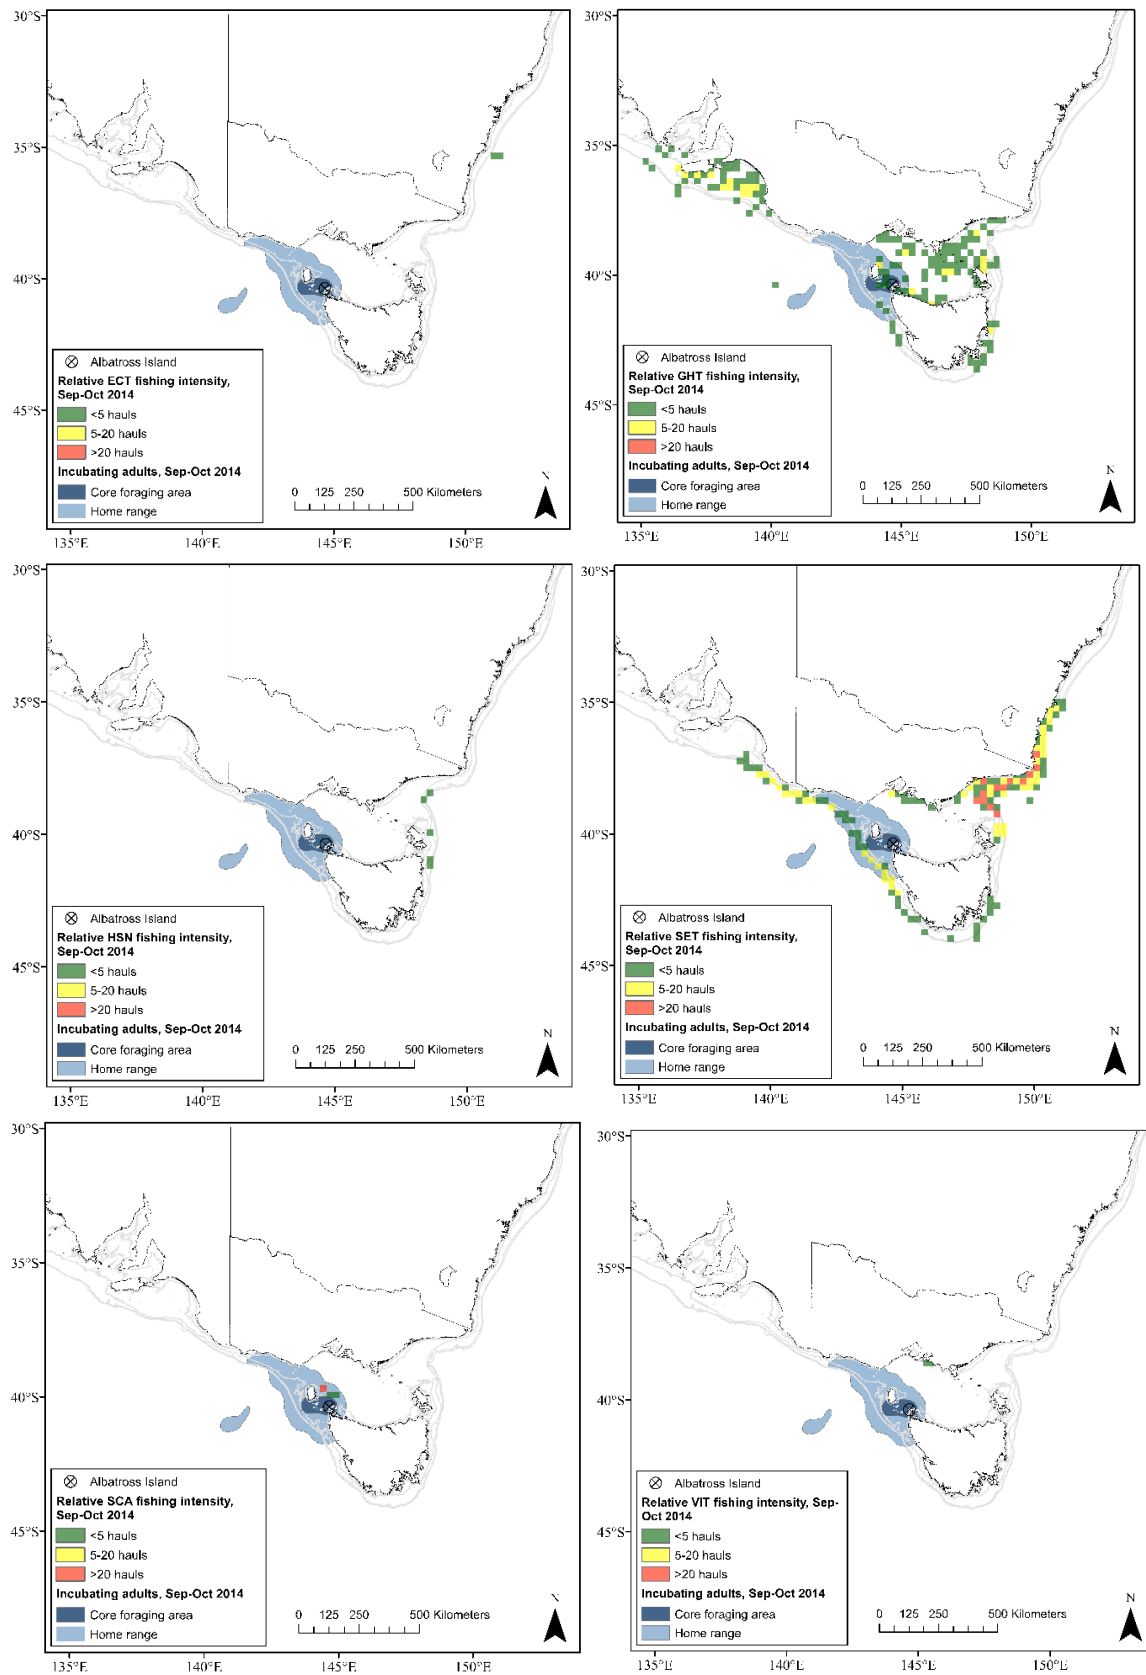 30°S
35°S
40°S
45°S
Albatross Island
Relative ECT fishing intensity,
Sep-Oct 2014
<5 hauls
5-20 hauls
>20 hauls
Incubating adults, Sep-Oct 2014
Core foraging area
Home range
0 125 250 500 Kilometers
N
135°E 140°E 145°E 150°E
30°S
35°S
40°S
45°S
Albatross Island
Relative GHT fishing intensity,
Sep-Oct 2014
<5 hauls
5-20 hauls
>20 hauls
Incubating adults, Sep-Oct 2014
Core foraging area
Home range
0 125 250 500 Kilometers
N
135°E 140°E 145°E 150°E
30°S
35°S
40°S
45°S
Albatross Island
Relative HSN fishing intensity,
Sep-Oct 2014
<5 hauls
5-20 hauls
>20 hauls
Incubating adults, Sep-Oct 2014
Core foraging area
Home range
0 125 250 500 Kilometers
N
135°E 140°E 145°E 150°E
30°S
35°S
40°S
45°S
Albatross Island
Relative SET fishing intensity,
Sep-Oct 2014
<5 hauls
5-20 hauls
>20 hauls
Incubating adults, Sep-Oct 2014
Core foraging area
Home range
0 125 250 500 Kilometers
N
135°E 140°E 145°E 150°E
30°S
35°S
40°S
45°S
Albatross Island
Relative SCA fishing intensity,
Sep-Oct 2014
<5 hauls
5-20 hauls
>20 hauls
Incubating adults, Sep-Oct 2014
Core foraging area
Home range
0 125 250 500 Kilometers
N
135°E 140°E 145°E 150°E
30°S
35°S
40°S
45°S
Albatross Island
Relative VIT fishing intensity, Sep-
Oct 2014
<5 hauls
5-20 hauls
>20 hauls
Incubating adults, Sep-Oct 2014
Core foraging area
Home range
0 125 250 500 Kilometers
N
135°E 140°E 145°E 150°E